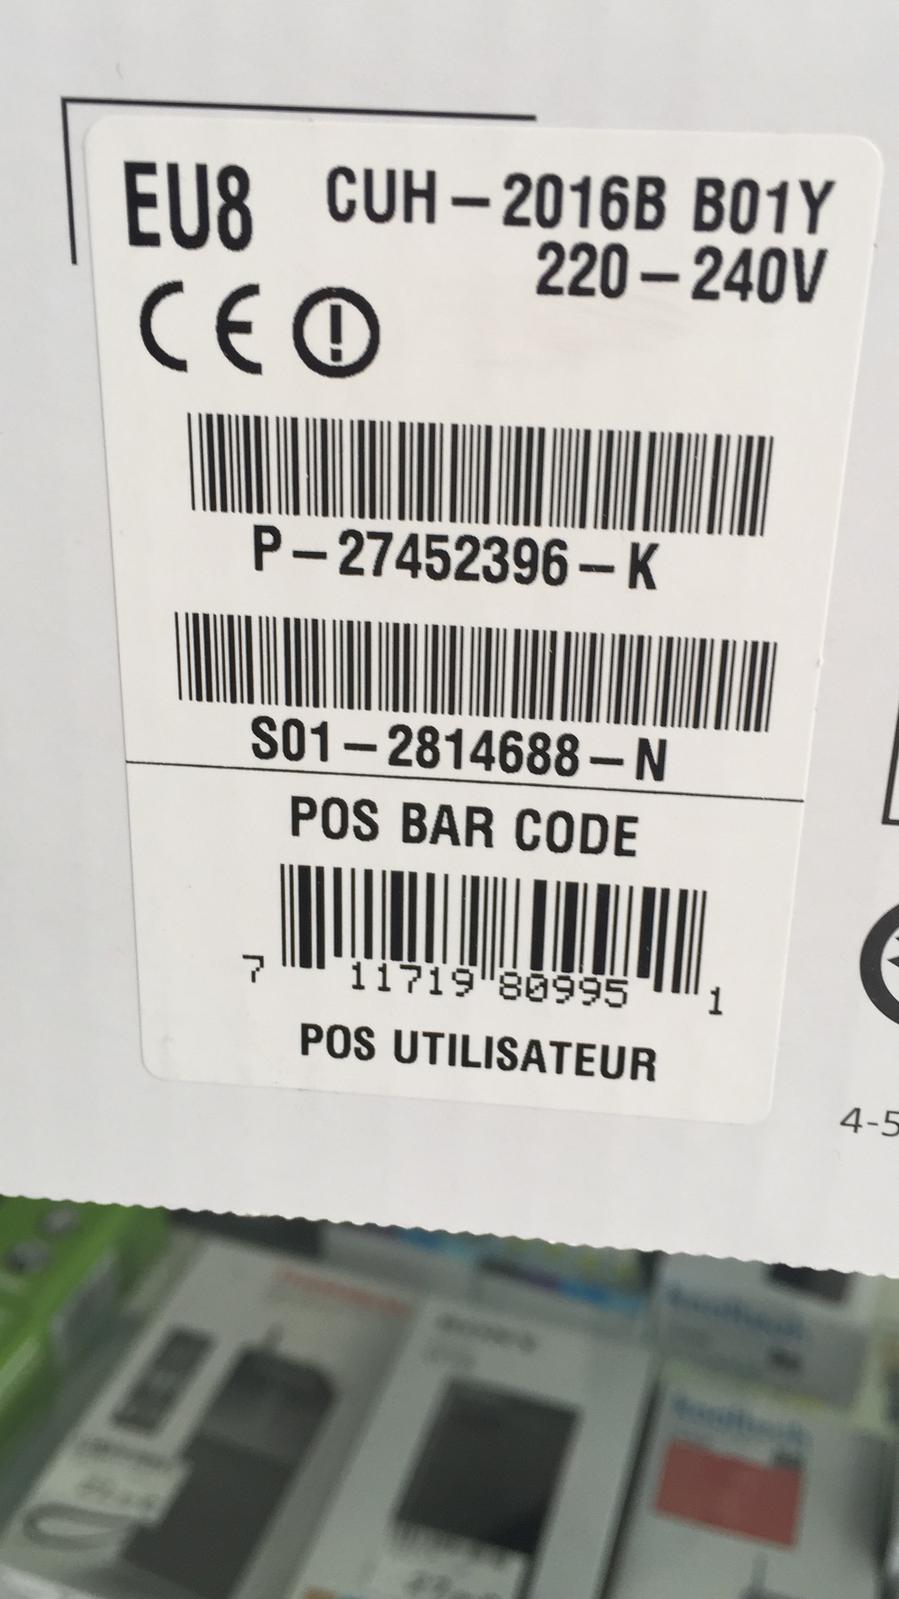 EU8 CUH-2016B B01Y
220-240V
CE
P-27452396-K
S01-2814688-N
POS BAR CODE
7 11719 80995 1
POS UTILISATEUR
4-5